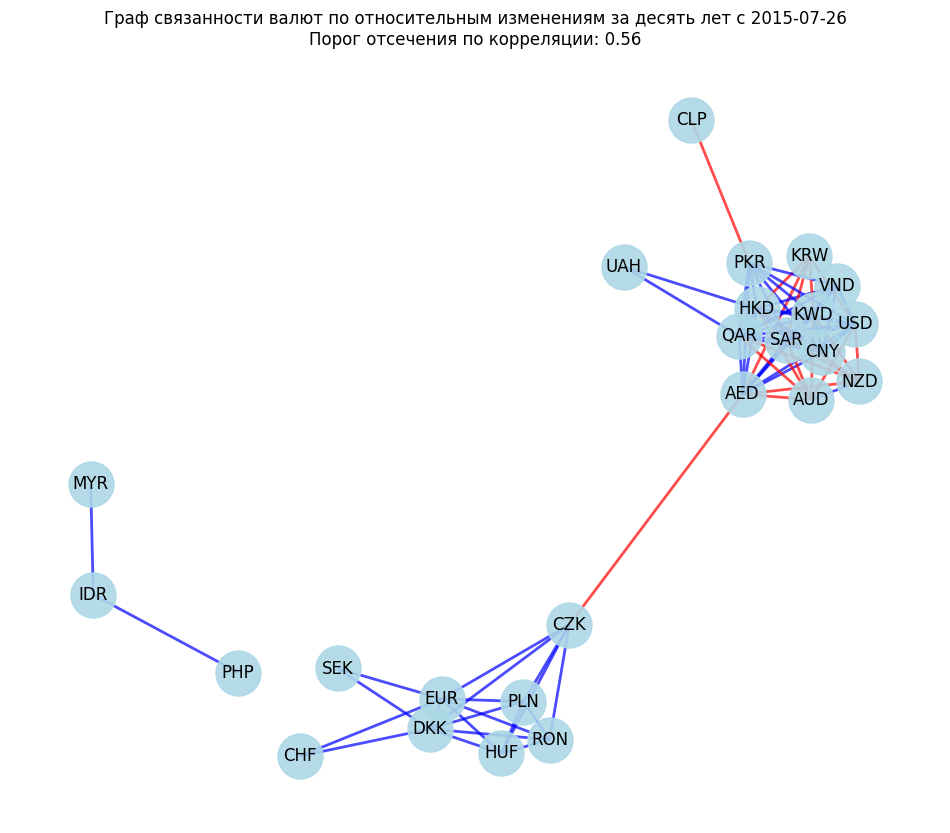 Граф связанности валют по относительным изменениям за десять лет с 2015-07-26
Порог отсечения по корреляции: 0.56
CLP
KRW
PKR
UAH
VND
HKD
KWD
USD
QAR
SAR
CNY
NZD
AED
AUD
MYR
IDR
CZK
SEK
PHP
EUR
PLN
DKK
RON
HUF
CHF